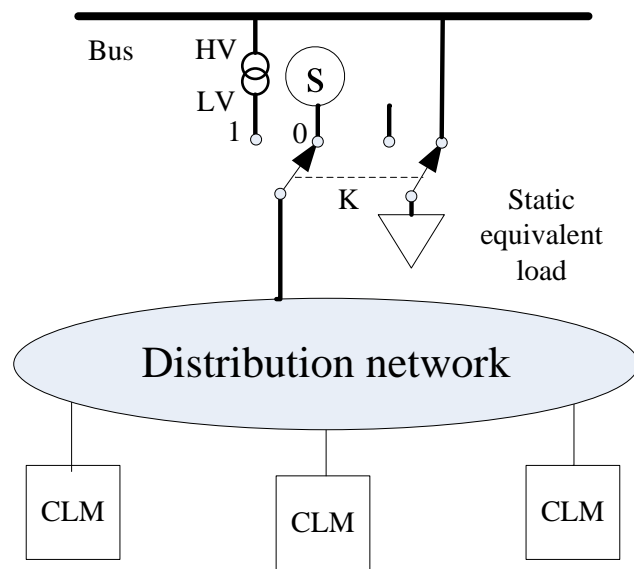 Bus
HV
LV
S
1
0
K
Static
equivalent
load
Distribution network
CLM
CLM
CLM